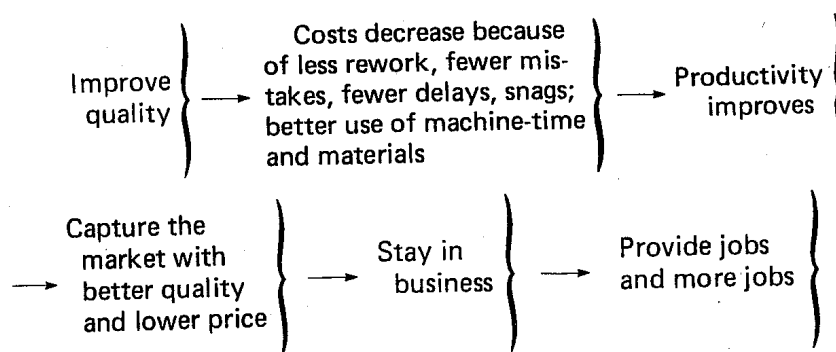 Improve
quality
Costs decrease because
of less rework, fewer mis-
takes, fewer delays, snags;
better use of machine-time
and materials
Productivity
improves
Capture the
market with
better quality
and lower price
Stay in
business
Provide jobs
and more jobs